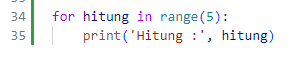 34 for hitung in range(5):
35     print('Hitung :', hitung)